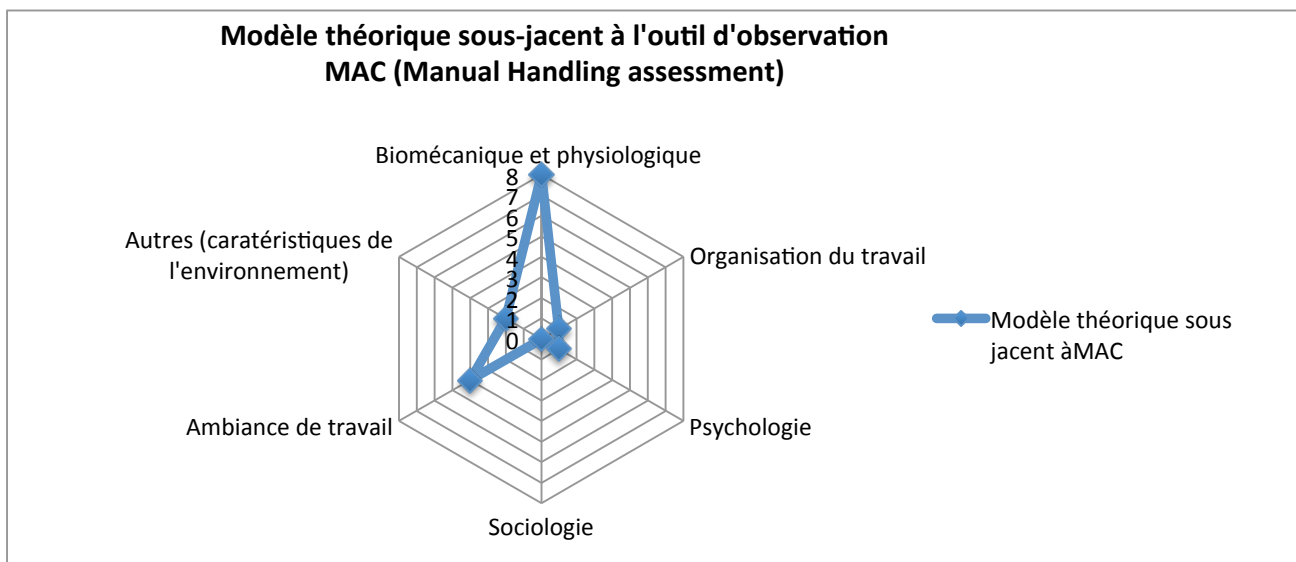 Modèle théorique sous-jacent à l'outil d'observation
MAC (Manual Handling assessment)
Biomécanique et physiologique
8
7
6
5
4
3
2
1
0
Autres (caratéristiques de
l'environnement)
Organisation du travail
Modèle théorique sous
jacent àMAC
Ambiance de travail
Psychologie
Sociologie